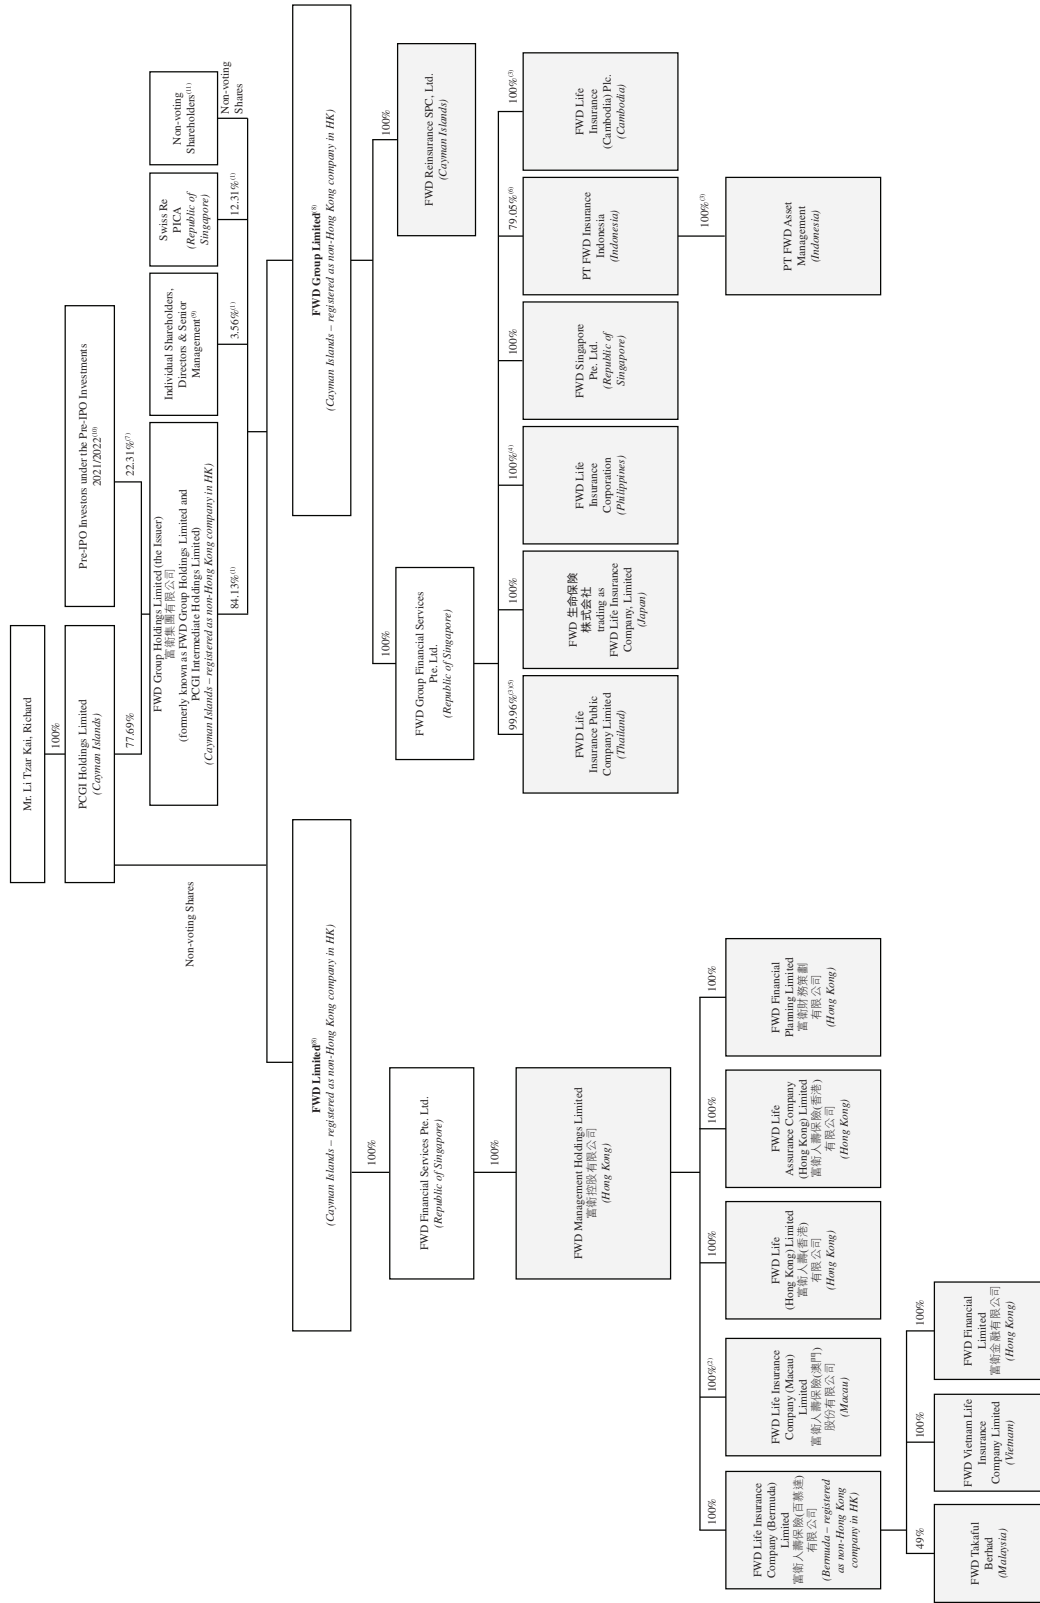 Mr. Li Tzar Kai, Richard
100%
PCGI Holdings Limited
(Cayman Islands)
Pre-IPO Investors under the Pre-IPO Investments
2021/2022(10)
77.69%
22.31%(7)
Non-voting Shares
FWD Group Holdings Limited (the Issuer)
富衛集團有限公司
(formerly known as FWD Group Holdings Limited and
PCGI Intermediate Holdings Limited)
(Cayman Islands – registered as non-Hong Kong company in HK)
Individual Shareholders,
Directors & Senior
Management(9)
Swiss Re
PICA
(Republic of
Singapore)
Non-voting
Shareholders(11)
84.13%(1)
3.56%(1)
12.31%(1)
Non-voting
Shares
FWD Limited(8)
(Cayman Islands – registered as non-Hong Kong company in HK)
FWD Group Limited(8)
(Cayman Islands – registered as non-Hong Kong company in HK)
100%
FWD Financial Services Pte. Ltd.
(Republic of Singapore)
100%
FWD Management Holdings Limited
富衛控股有限公司
(Hong Kong)
100%
FWD Group Financial Services
Pte. Ltd.
(Republic of Singapore)
100%
FWD Reinsurance SPC, Ltd.
(Cayman Islands)
99.96%(3)(5)
FWD Life
Insurance Public
Company Limited
(Thailand)
100%
FWD 生命保険
株式会社
trading as
FWD Life Insurance
Company, Limited
(Japan)
100%(4)
FWD Life
Insurance
Corporation
(Philippines)
100%
FWD Singapore
Pte. Ltd.
(Republic of
Singapore)
79.05%(6)
PT FWD Insurance
Indonesia
(Indonesia)
100%(3)
FWD Life
Insurance
(Cambodia) Plc.
(Cambodia)
100%(3)
PT FWD Asset
Management
(Indonesia)
100%
FWD Life Insurance
Company (Bermuda)
Limited
富衛人壽保險(百慕達)
有限公司
(Bermuda – registered
as non-Hong Kong
company in HK)
100%(2)
FWD Life Insurance
Company (Macau)
Limited
富衛人壽保險(澳門)
股份有限公司
(Macau)
100%
FWD Life
(Hong Kong) Limited
富衛人壽(香港)
有限公司
(Hong Kong)
100%
FWD Life
Assurance Company
(Hong Kong) Limited
富衛人壽保險(香港)
有限公司
(Hong Kong)
100%
FWD Financial
Planning Limited
富衛財務策劃
有限公司
(Hong Kong)
49%
FWD Takaful
Berhad
(Malaysia)
100%
FWD Vietnam Life
Insurance
Company Limited
(Vietnam)
100%
FWD Financial
Limited
富衛金融有限公司
(Hong Kong)